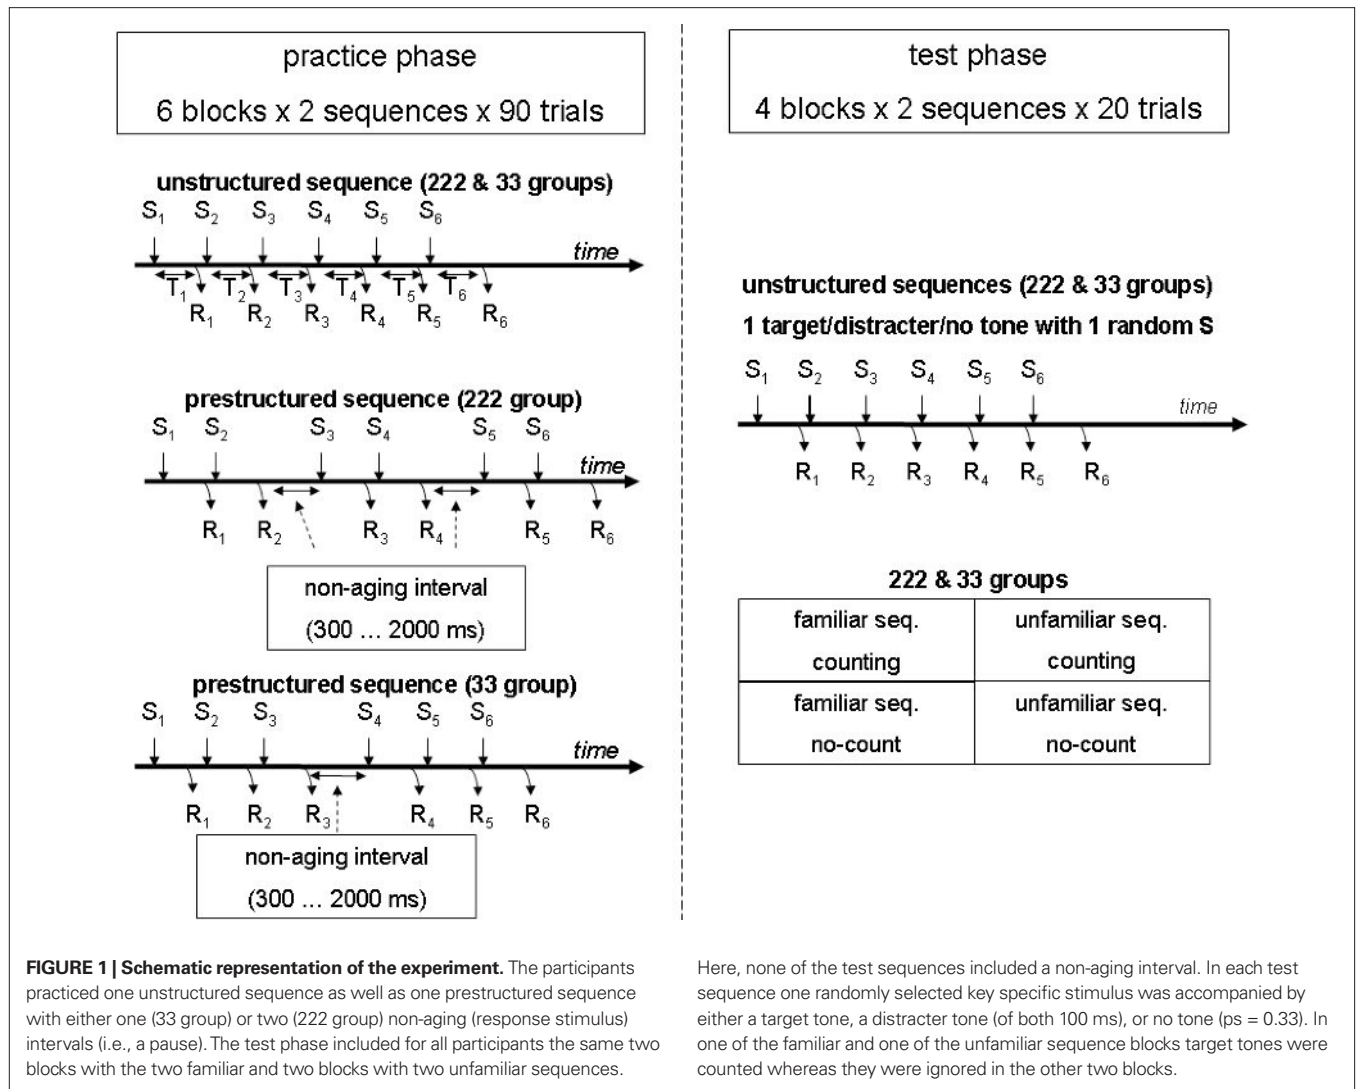 practice phase
6 blocks x 2 sequences x 90 trials
unstructured sequence (222 & 33 groups)
S1 S2 S3 S4 S5 S6
time
T1 T2 T3 T4 T5 T6
R1 R2 R3 R4 R5 R6
prestructured sequence (222 group)
S1 S2 S3 S4 S5 S6
time
R1 R2 R3 R4 R5 R6
non-aging interval
(300 ... 2000 ms)
prestructured sequence (33 group)
S1 S2 S3 S4 S5 S6
time
R1 R2 R3 R4 R5 R6
non-aging interval
(300 ... 2000 ms)
test phase
4 blocks x 2 sequences x 20 trials
unstructured sequences (222 & 33 groups)
1 target/distracter/no tone with 1 random S
S1 S2 S3 S4 S5 S6
time
R1 R2 R3 R4 R5 R6
222 & 33 groups
familiar seq.
counting
unfamiliar seq.
counting
familiar seq.
no-count
unfamiliar seq.
no-count
FIGURE 1 | Schematic representation of the experiment. The participants
practiced one unstructured sequence as well as one prestructured sequence
with either one (33 group) or two (222 group) non-aging (response stimulus)
intervals (i.e., a pause). The test phase included for all participants the same two
blocks with the two familiar and two blocks with two unfamiliar sequences.
Here, none of the test sequences included a non-aging interval. In each test
sequence one randomly selected key specific stimulus was accompanied by
either a target tone, a distracter tone (of both 100 ms), or no tone (ps = 0.33). In
one of the familiar and one of the unfamiliar sequence blocks target tones were
counted whereas they were ignored in the other two blocks.